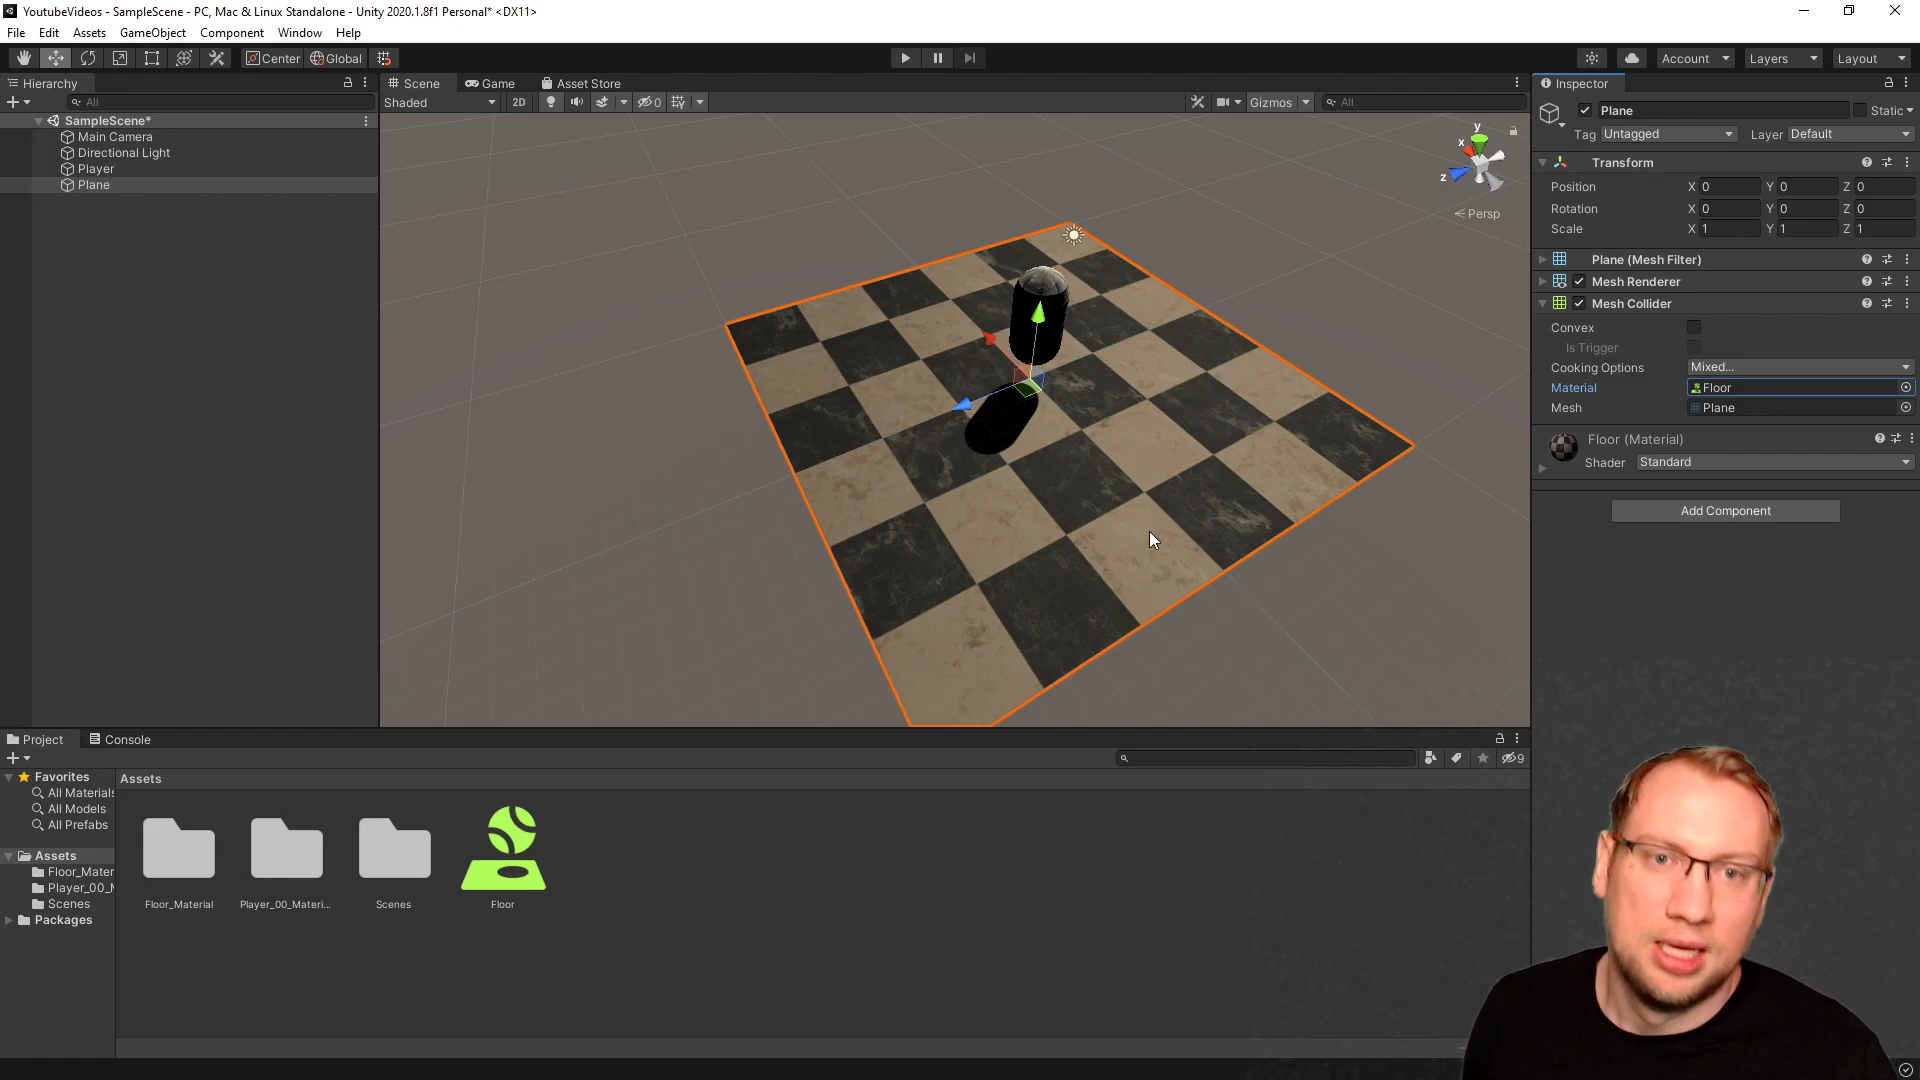 YoutubeVideos - SampleScene - PC, Mac & Linux Standalone - Unity 2020.1.8f1 Personal* <DX11>
File Edit Assets GameObject Component Window Help
Center Global Account Layers Layout
Hierarchy
All
SampleScene*
Main Camera
Directional Light
Player
Plane
Scene Game Asset Store
Shaded 2D 0 Gizmos All
y
x
z
Persp
Inspector
Plane Static
Tag Untagged Layer Default
Transform
Position X 0 Y 0 Z 0
Rotation X 0 Y 0 Z 0
Scale X 1 Y 1 Z 1
Plane (Mesh Filter)
Mesh Renderer
Mesh Collider
Convex
Is Trigger
Cooking Options Mixed...
Material Floor
Mesh Plane
Floor (Material)
Shader Standard
Add Component
Project Console
9
Favorites
All Materials
All Models
All Prefabs
Assets
Floor_Mater
Player_00_M
Scenes
Packages
Assets
Floor_Material Player_00_Materi... Scenes Floor